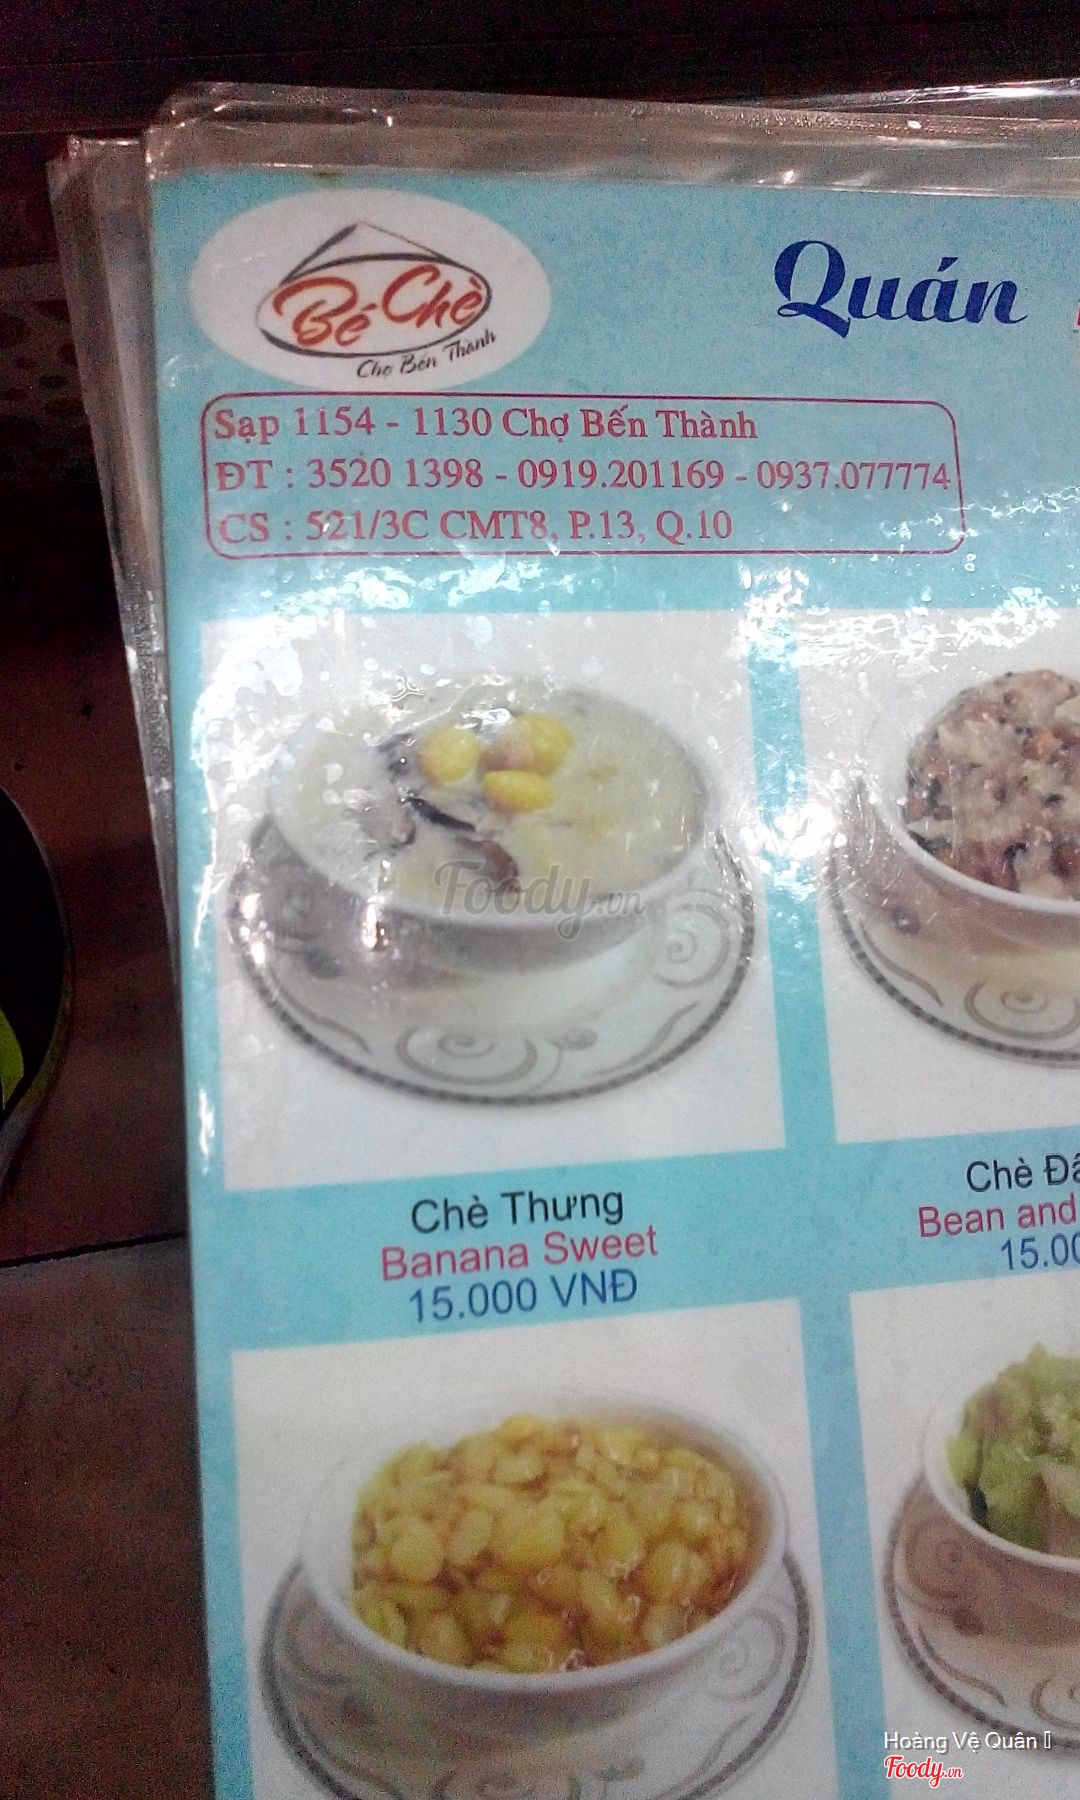 Bé Chè
Chợ Bến Thành
Quán
Sạp 1154 - 1130 Chợ Bến Thành
ĐT : 3520 1398 - 0919.201169 - 0937.077774
CS : 521/3C CMT8, P.13, Q.10
Foody.vn
Chè Thưng
Banana Sweet
15.000 VNĐ
Chè
Bean and
Hoàng Vệ Quân
Foody.vn